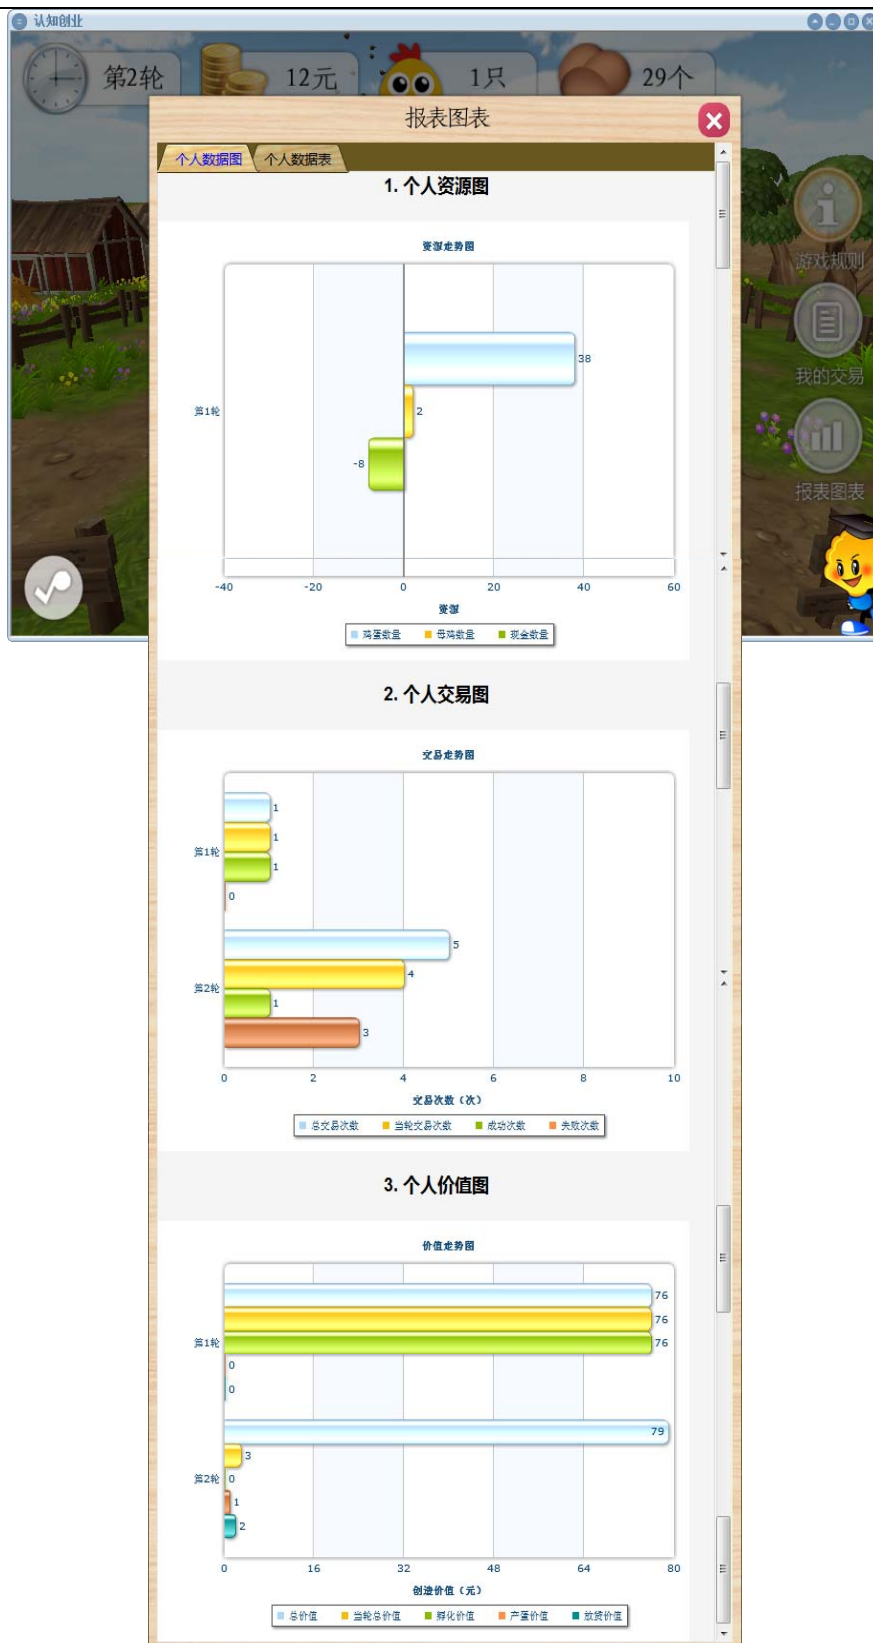 认知创业
第2轮 12元 1只 29个
报表图表
个人数据图 个人数据表
1. 个人资源图
资源走势图
38
第1轮 2
-8
-40 -20 0 20 40 60
资源
鸡蛋数量 母鸡数量 现金数量
游戏规则
我的交易
报表图表
2. 个人交易图
交易走势图
1
1
第1轮
1
0
5
4
第2轮
1
3
0 2 4 6 8 10
交易次数（次）
总交易次数 当轮交易次数 成功次数 失败次数
3. 个人价值图
价值走势图
76
76
第1轮 76
0
0
79
3
第2轮 0
1
2
0 16 32 48 64 80
创造价值（元）
总价值 当轮总价值 孵化价值 产蛋价值 放贷价值